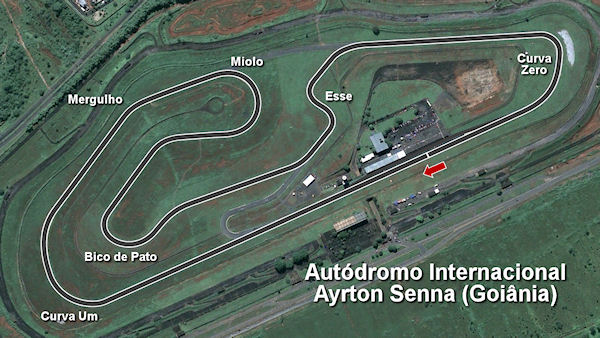 Miolo
Curva
Zero
Mergulho
Esse
Bico de Pato
Autódromo Internacional
Ayrton Senna (Goiânia)
Curva Um